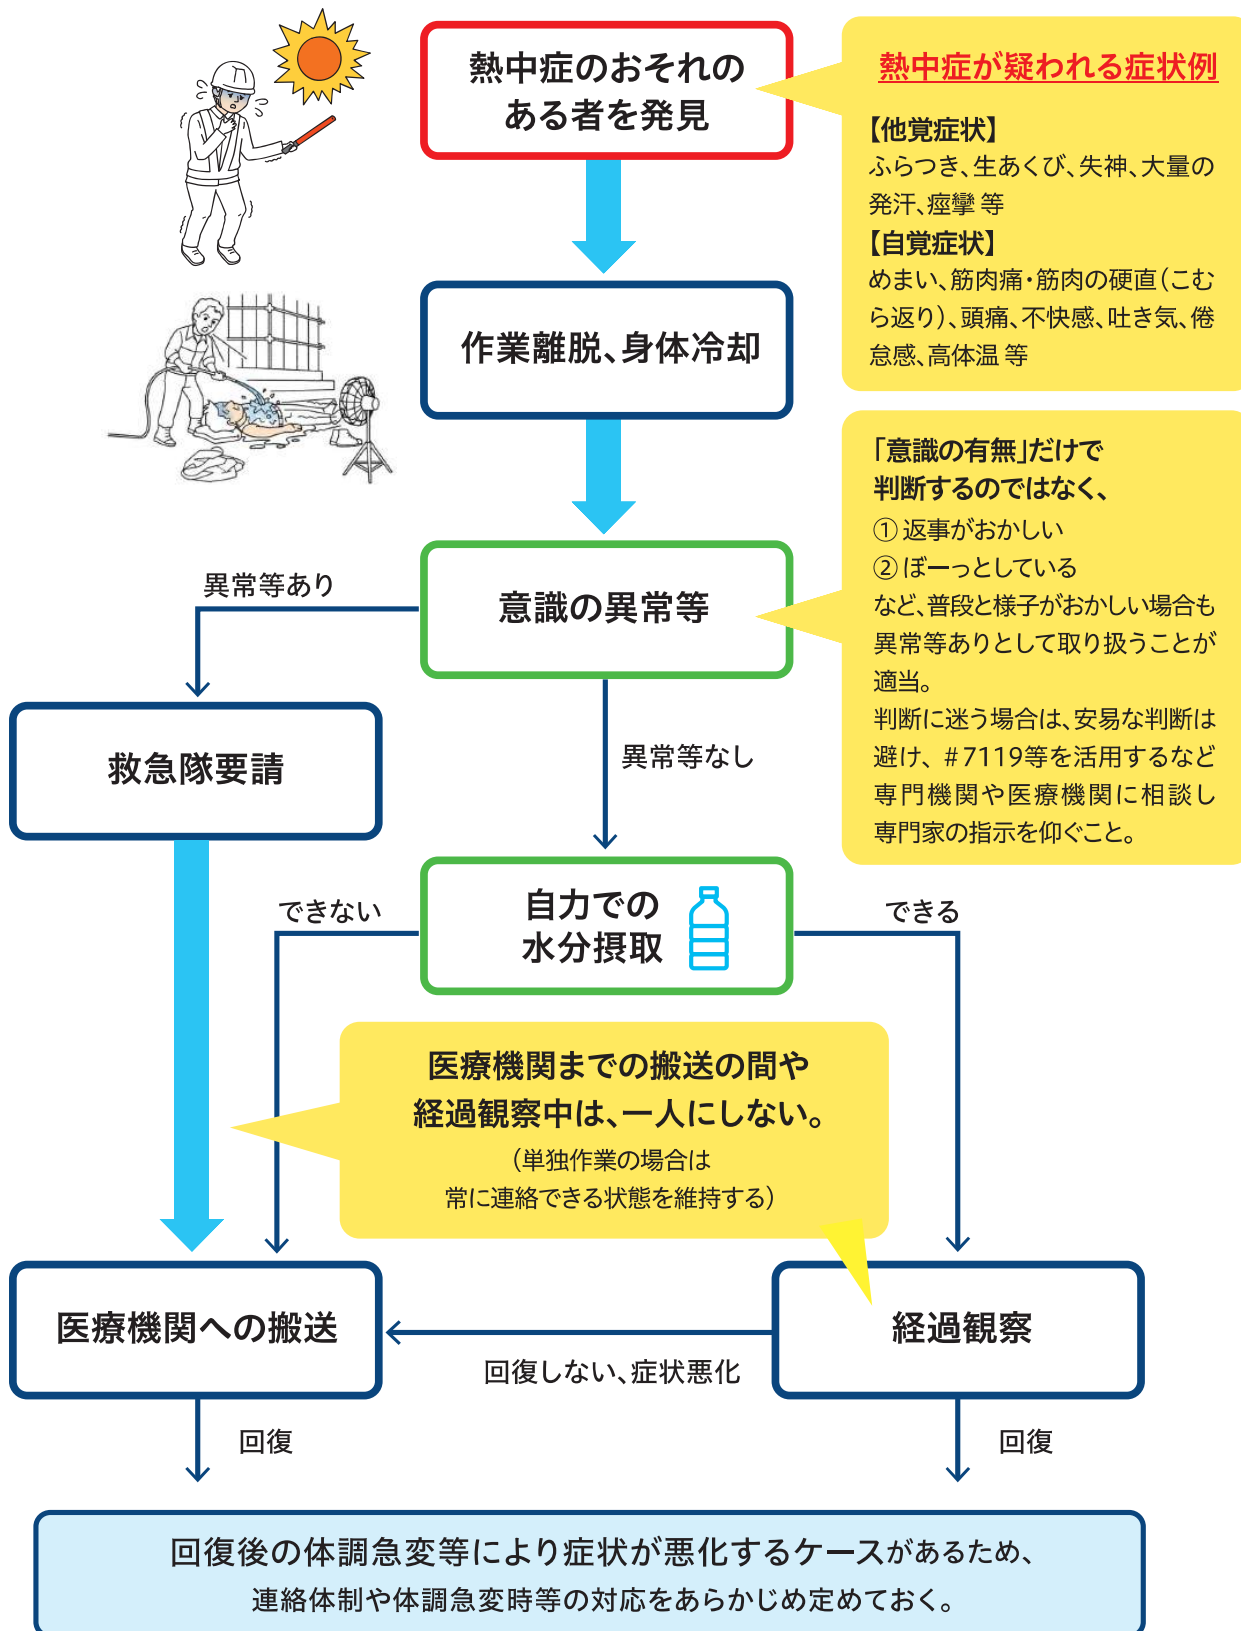 熱中症のおそれの
ある者を発見
熱中症が疑われる症状例
【他覚症状】
ふらつき、生あくび、失神、大量の
発汗、痙攣 等
【自覚症状】
めまい、筋肉痛・筋肉の硬直（こむ
ら返り）、頭痛、不快感、吐き気、倦
怠感、高体温 等
作業離脱、身体冷却
「意識の有無」だけで
判断するのではなく、
① 返事がおかしい
② ぼーっとしている
など、普段と様子がおかしい場合も
異常等ありとして取り扱うことが
適当。
判断に迷う場合は、安易な判断は
避け、＃7119等を活用するなど
専門機関や医療機関に相談し
専門家の指示を仰ぐこと。
意識の異常等
異常等あり
救急隊要請
異常等なし
自力での
水分摂取
できない
できる
医療機関までの搬送の間や
経過観察中は、一人にしない。
（単独作業の場合は
常に連絡できる状態を維持する）
医療機関への搬送
経過観察
回復しない、症状悪化
回復
回復
回復後の体調急変等により症状が悪化するケースがあるため、
連絡体制や体調急変時等の対応をあらかじめ定めておく。